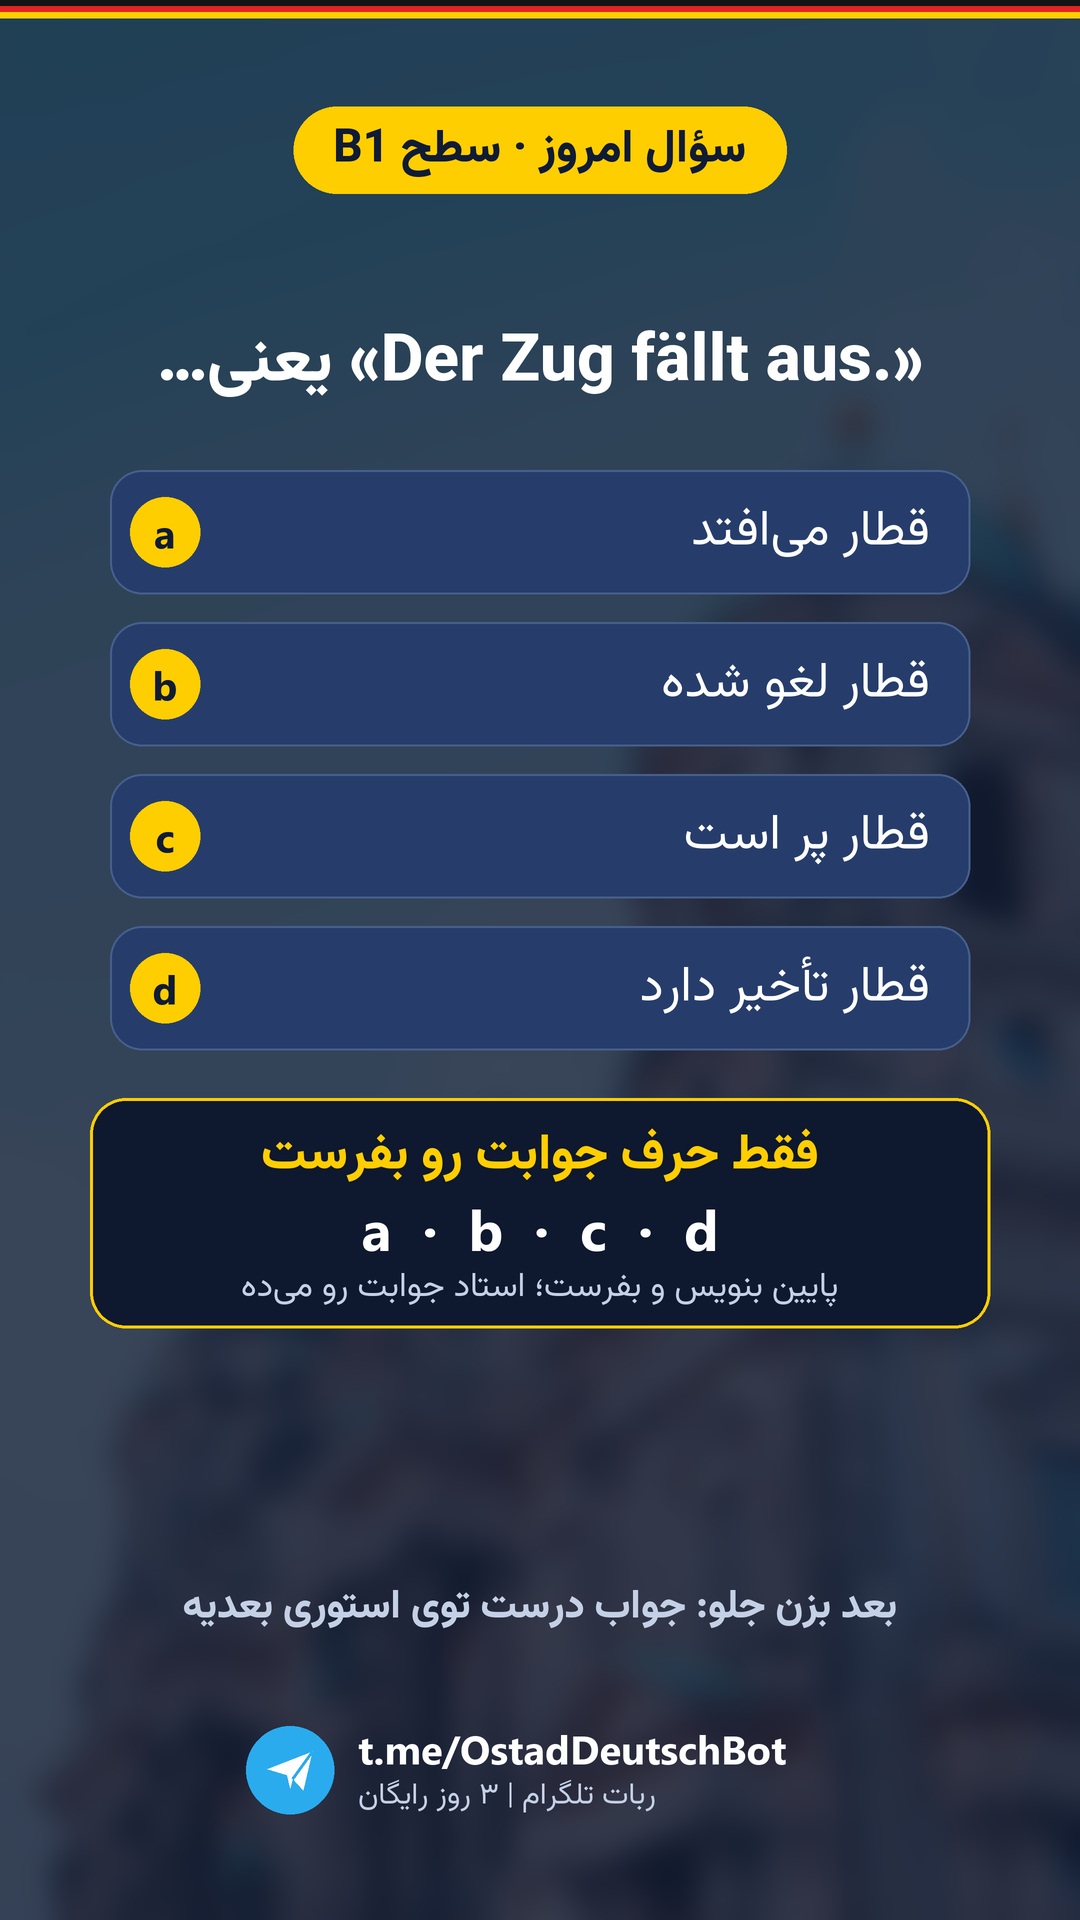 سؤال امروز · سطح B1
«Der Zug fällt aus.» یعنی…
a قطار می‌افتد
b قطار لغو شده
c قطار پر است
d قطار تأخیر دارد
فقط حرف جوابت رو بفرست
a · b · c · d
پایین بنویس و بفرست؛ استاد جوابت رو می‌ده
بعد بزن جلو: جواب درست توی استوری بعدیه
t.me/OstadDeutschBot
ربات تلگرام | ۳ روز رایگان